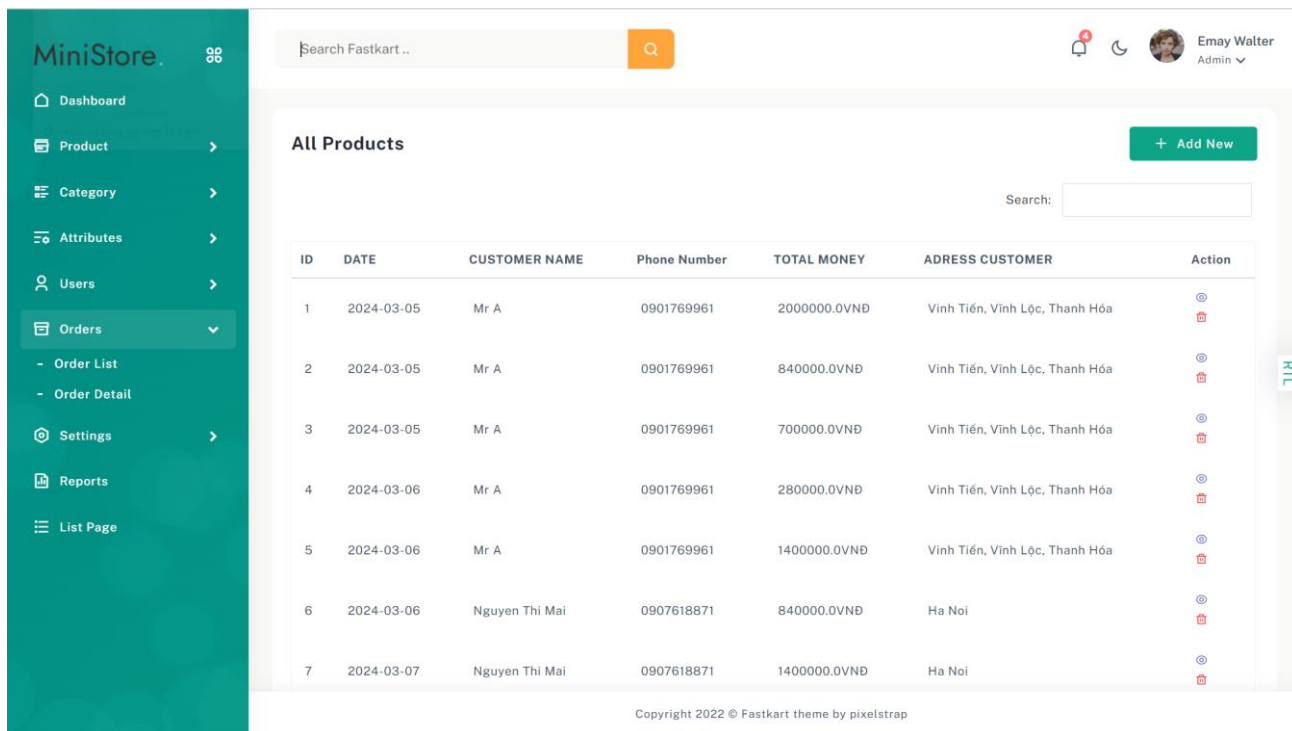 MiniStore.
Search Fastkart ..
4
Emay Walter
Admin
Dashboard
Product
Category
Attributes
Users
Orders
- Order List
- Order Detail
Settings
Reports
List Page
All Products
+ Add New
Search:
ID DATE CUSTOMER NAME Phone Number TOTAL MONEY ADRESS CUSTOMER Action
1 2024-03-05 Mr A 0901769961 2000000.0VNĐ Vinh Tiến, Vĩnh Lộc, Thanh Hóa
2 2024-03-05 Mr A 0901769961 840000.0VNĐ Vinh Tiến, Vĩnh Lộc, Thanh Hóa
3 2024-03-05 Mr A 0901769961 700000.0VNĐ Vinh Tiến, Vĩnh Lộc, Thanh Hóa
4 2024-03-06 Mr A 0901769961 280000.0VNĐ Vinh Tiến, Vĩnh Lộc, Thanh Hóa
5 2024-03-06 Mr A 0901769961 1400000.0VNĐ Vinh Tiến, Vĩnh Lộc, Thanh Hóa
6 2024-03-06 Nguyen Thi Mai 0907618871 840000.0VNĐ Ha Noi
7 2024-03-07 Nguyen Thi Mai 0907618871 1400000.0VNĐ Ha Noi
RTL
Copyright 2022 © Fastkart theme by pixelstrap